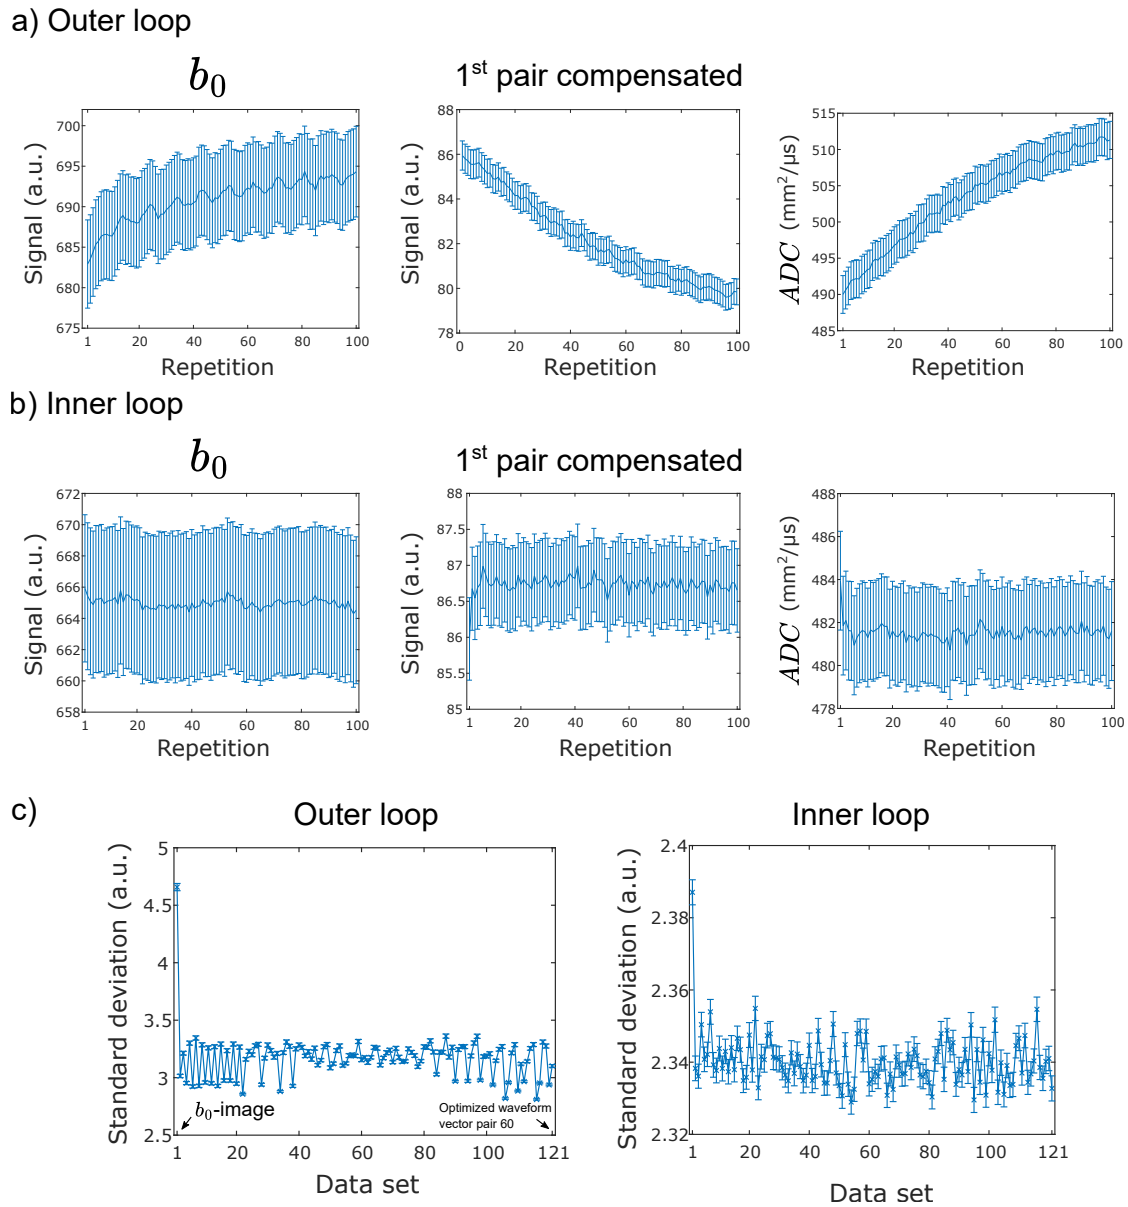 a) Outer loop
b₀
1st pair compensated
700
695
690
685
680
675
Signal (a.u.)
1 20 40 60 80 100
Repetition
88
86
84
82
80
78
Signal (a.u.)
0 20 40 60 80 100
Repetition
515
510
505
500
495
490
485
ADC (mm²/µs)
1 20 40 60 80 100
Repetition
b) Inner loop
b₀
1st pair compensated
672
670
668
666
664
662
660
658
Signal (a.u.)
1 20 40 60 80 100
Repetition
88
87.5
87
86.5
86
85.5
85
Signal (a.u.)
1 20 40 60 80 100
Repetition
488
486
484
482
480
478
ADC (mm²/µs)
1 20 40 60 80 100
Repetition
c)
Outer loop
5
4.5
4
3.5
3
2.5
Standard deviation (a.u.)
b₀-image
Optimized waveform
vector pair 60
1 20 40 60 80 100 121
Data set
Inner loop
2.4
2.38
2.36
2.34
2.32
Standard deviation (a.u.)
1 20 40 60 80 100 121
Data set